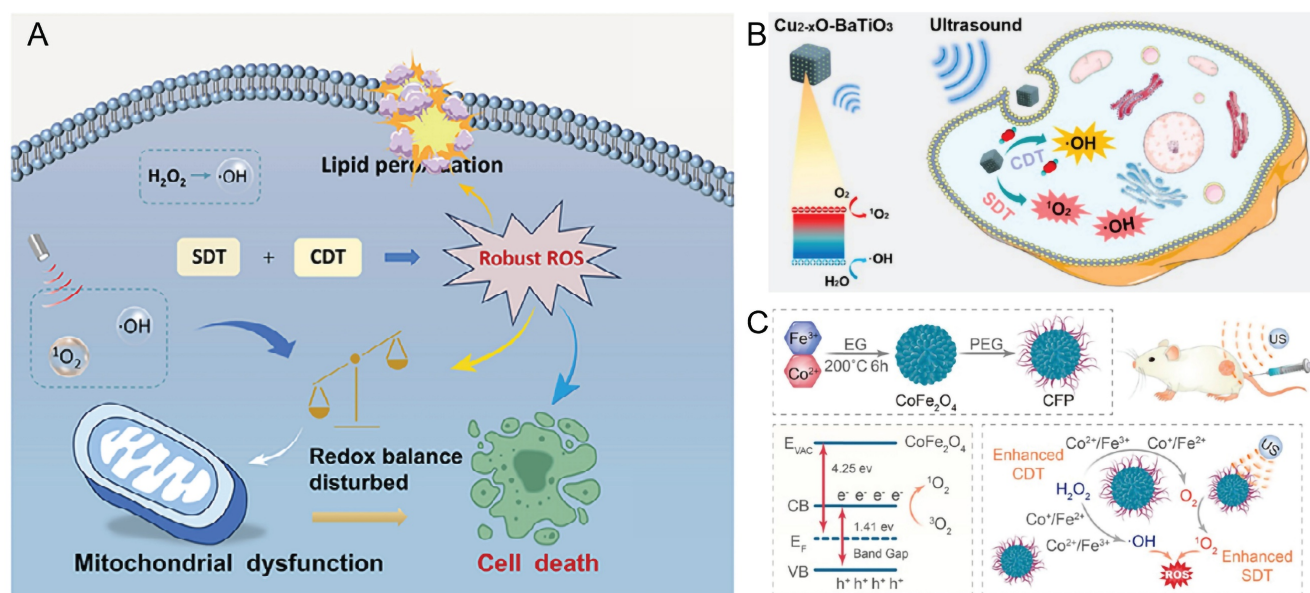 A
Lipid peroxidation
H₂O₂ → ·OH
SDT + CDT
Robust ROS
·OH
¹O₂
Redox balance
disturbed
Mitochondrial dysfunction
Cell death
B
Cu₂₋ₓO-BaTiO₃
Ultrasound
O₂
¹O₂
·OH
H₂O
CDT
·OH
SDT
¹O₂
·OH
C
Fe³⁺
Co²⁺
EG
200°C 6h
CoFe₂O₄
PEG
CFP
US
E_VAC
CoFe₂O₄
4.25 ev
CB
e⁻ e⁻ e⁻ e⁻
¹O₂
³O₂
1.41 ev
E_F
Band Gap
VB
h⁺ h⁺ h⁺ h⁺
Enhanced
CDT
Co²⁺/Fe³⁺
Co⁺/Fe²⁺
US
H₂O₂
O₂
Co⁺/Fe²⁺
Co²⁺/Fe³⁺
·OH
¹O₂
ROS
Enhanced
SDT